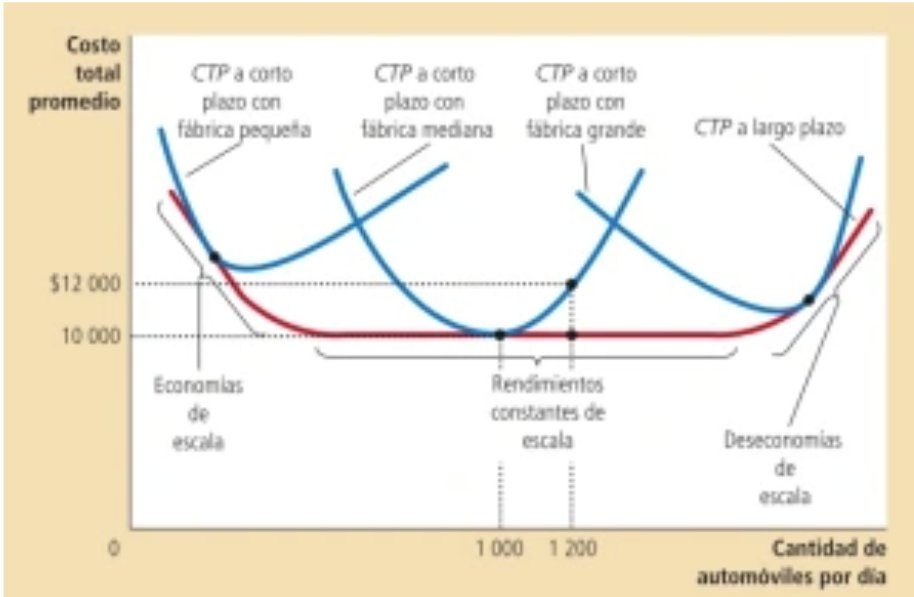 Costo
total
promedio
CTP a corto
plazo con
fábrica pequeña
CTP a corto
plazo con
fábrica mediana
CTP a corto
plazo con
fábrica grande
CTP a largo plazo
$12 000
10 000
Economías
de
escala
Rendimientos
constantes de
escala
Deseconomías
de
escala
0
1 000
1 200
Cantidad de
automóviles por día